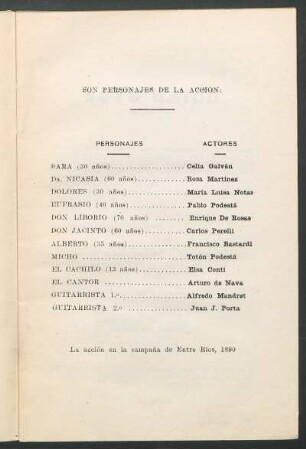 SON PERSONAJES DE LA ACCION:
PERSONAJES ACTORES
RAMA (30 años)..................... Celia Galván
Da. NICASIA (60 años)............ Rosa Martínez
DOLORES (30 años)................ María Luisa Notar
EUFRASIO (40 años).............. Pablo Podestá
DON LIBORIO (70 años) ....... Enrique De Rosas
DON JACINTO (60 años)......... Carlos Perelli
ALBERTO (35 años)............... Francisco Bastardi
MICHO .............................. Totón Podestá
EL CACHILO (13 años)........... Elsa Conti
EL CANTOR ....................... Arturo de Nava
GUITARRISTA 1.º................. Alfredo Mandret
GUITARRISTA 2.º ................ Juan J. Porta
La acción en la campaña de Entre Ríos, 1890